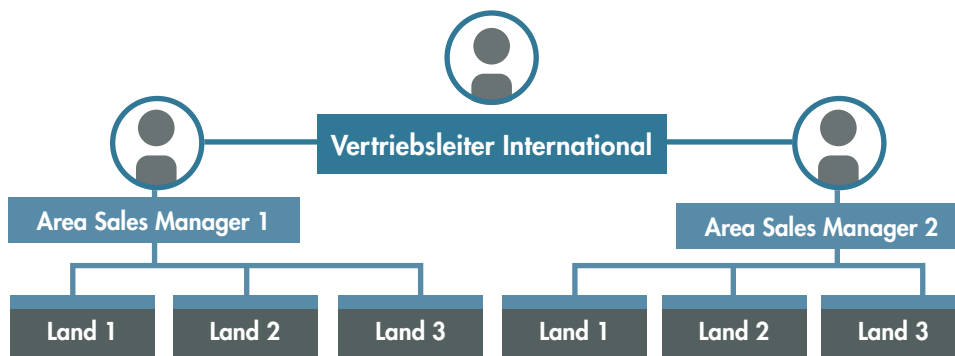 Vertriebsleiter International
Area Sales Manager 1
Area Sales Manager 2
Land 1
Land 2
Land 3
Land 1
Land 2
Land 3